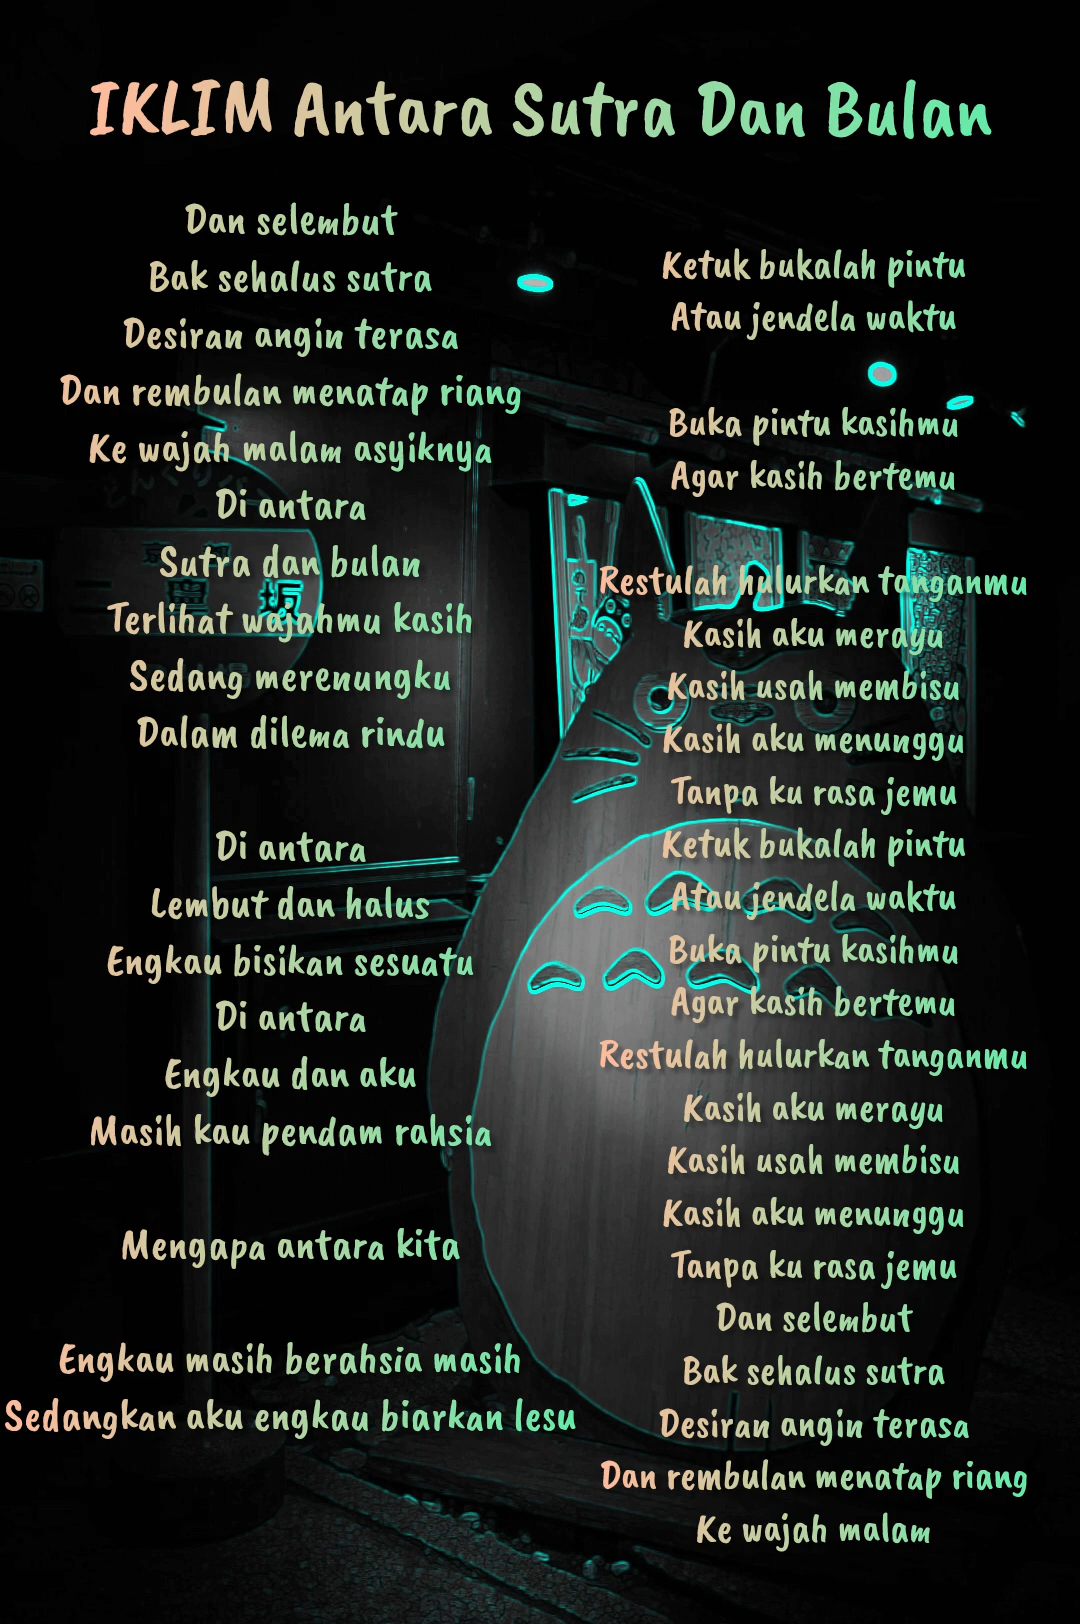 IKLIM Antara Sutra Dan Bulan
Dan selembut
Bak sehalus sutra
Desiran angin terasa
Dan rembulan menatap riang
Ke wajah malam asyiknya
Di antara
Sutra dan bulan
Terlihat wajahmu kasih
Sedang merenungku
Dalam dilema rindu
Di antara
Lembut dan halus
Engkau bisikan sesuatu
Di antara
Engkau dan aku
Masih kau pendam rahsia
Mengapa antara kita
Engkau masih berahsia masih
Sedangkan aku engkau biarkan lesu
Ketuk bukalah pintu
Atau jendela waktu
Buka pintu kasihmu
Agar kasih bertemu
Restulah hulurkan tanganmu
Kasih aku merayu
Kasih usah membisu
Kasih aku menunggu
Tanpa ku rasa jemu
Ketuk bukalah pintu
Atau jendela waktu
Buka pintu kasihmu
Agar kasih bertemu
Restulah hulurkan tanganmu
Kasih aku merayu
Kasih usah membisu
Kasih aku menunggu
Tanpa ku rasa jemu
Dan selembut
Bak sehalus sutra
Desiran angin terasa
Dan rembulan menatap riang
Ke wajah malam